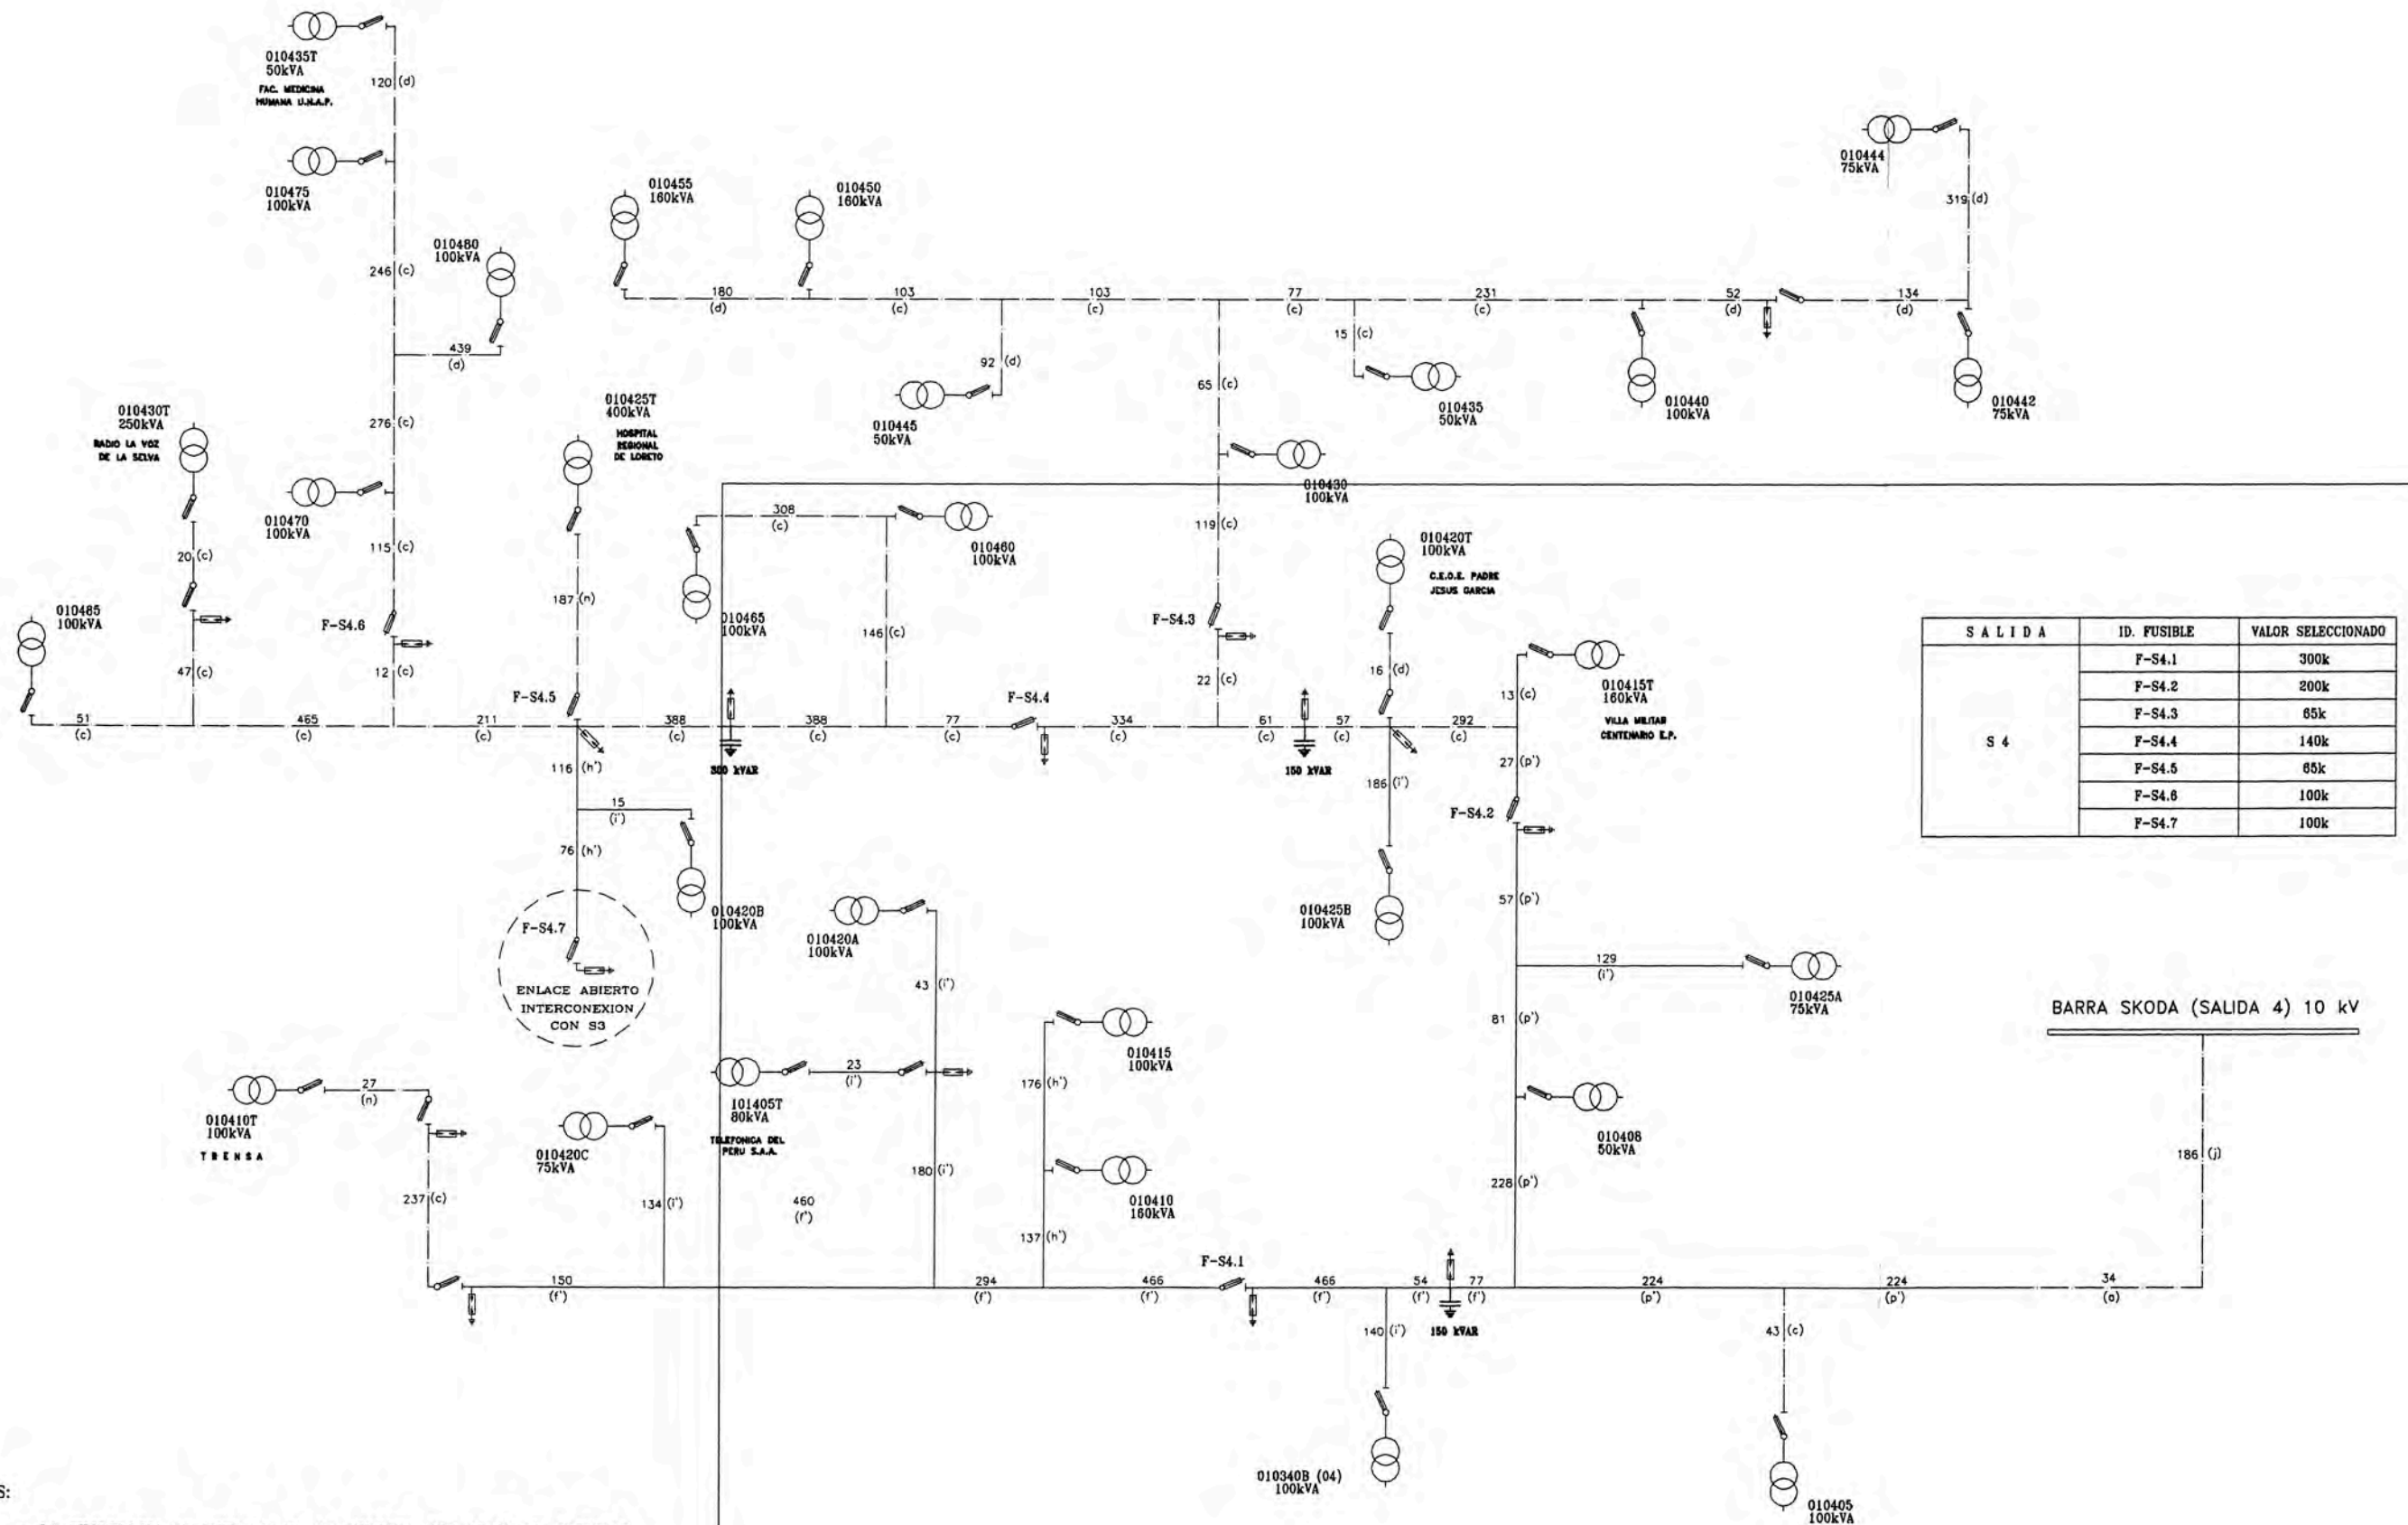 010435T
50kVA
FAC. MEDICINA
HUMANA U.N.A.P.
120 (d)
010475
100kVA
246 (c)
010480
100kVA
439
(d)
276 (c)
010470
100kVA
115 (c)
F-S4.6
12 (c)
010430T
250kVA
RADIO LA VOZ
DE LA SELVA
20 (c)
47 (c)
010485
100kVA
51
(c)
465
(c)
211
(c)
010425T
400kVA
HOSPITAL
REGIONAL
DE LORETO
187 (n)
F-S4.5
010455
160kVA
010450
160kVA
180
(d)
103
(c)
103
(c)
77
(c)
231
(c)
52
(d)
134
(d)
010444
75kVA
319 (d)
92 (d)
010445
50kVA
65 (c)
15 (c)
010435
50kVA
010440
100kVA
010442
75kVA
010430
100kVA
119 (c)
F-S4.3
22 (c)
308
(c)
010460
100kVA
010465
100kVA
146 (c)
388
(c)
300 kVAR
388
(c)
77
(c)
F-S4.4
334
(c)
61
(c)
150 kVAR
57
(c)
292
(c)
010420T
100kVA
C.E.O.E. PADRE
JESUS GARCIA
16 (d)
13 (c)
010415T
160kVA
VILLA MILITAR
CENTENARIO E.P.
27 (p')
F-S4.2
186 (i')
010425B
100kVA
57 (p')
129
(i')
010425A
75kVA
81 (p')
010408
50kVA
228 (p')
SALIDA ID. FUSIBLE VALOR SELECCIONADO
S 4
F-S4.1 300k
F-S4.2 200k
F-S4.3 65k
F-S4.4 140k
F-S4.5 65k
F-S4.6 100k
F-S4.7 100k
116 (h')
15
(i')
76 (h')
010420B
100kVA
F-S4.7
ENLACE ABIERTO
INTERCONEXION
CON S3
010420A
100kVA
43 (i')
23
(i')
101405T
80kVA
TELEFONICA DEL
PERU S.A.A.
180 (i')
010415
100kVA
176 (h')
010410
160kVA
137 (h')
27
(n)
010410T
100kVA
TRENSA
237 (c)
010420C
75kVA
134 (i')
460
(f')
150
(f')
294
(f')
466
(f')
F-S4.1
466
(f')
54
(f')
150 kVAR
77
(f')
224
(p')
224
(p')
34
(o)
BARRA SKODA (SALIDA 4) 10 kV
186 (j)
140 (i')
010340B (04)
100kVA
43 (c)
010405
100kVA
S: